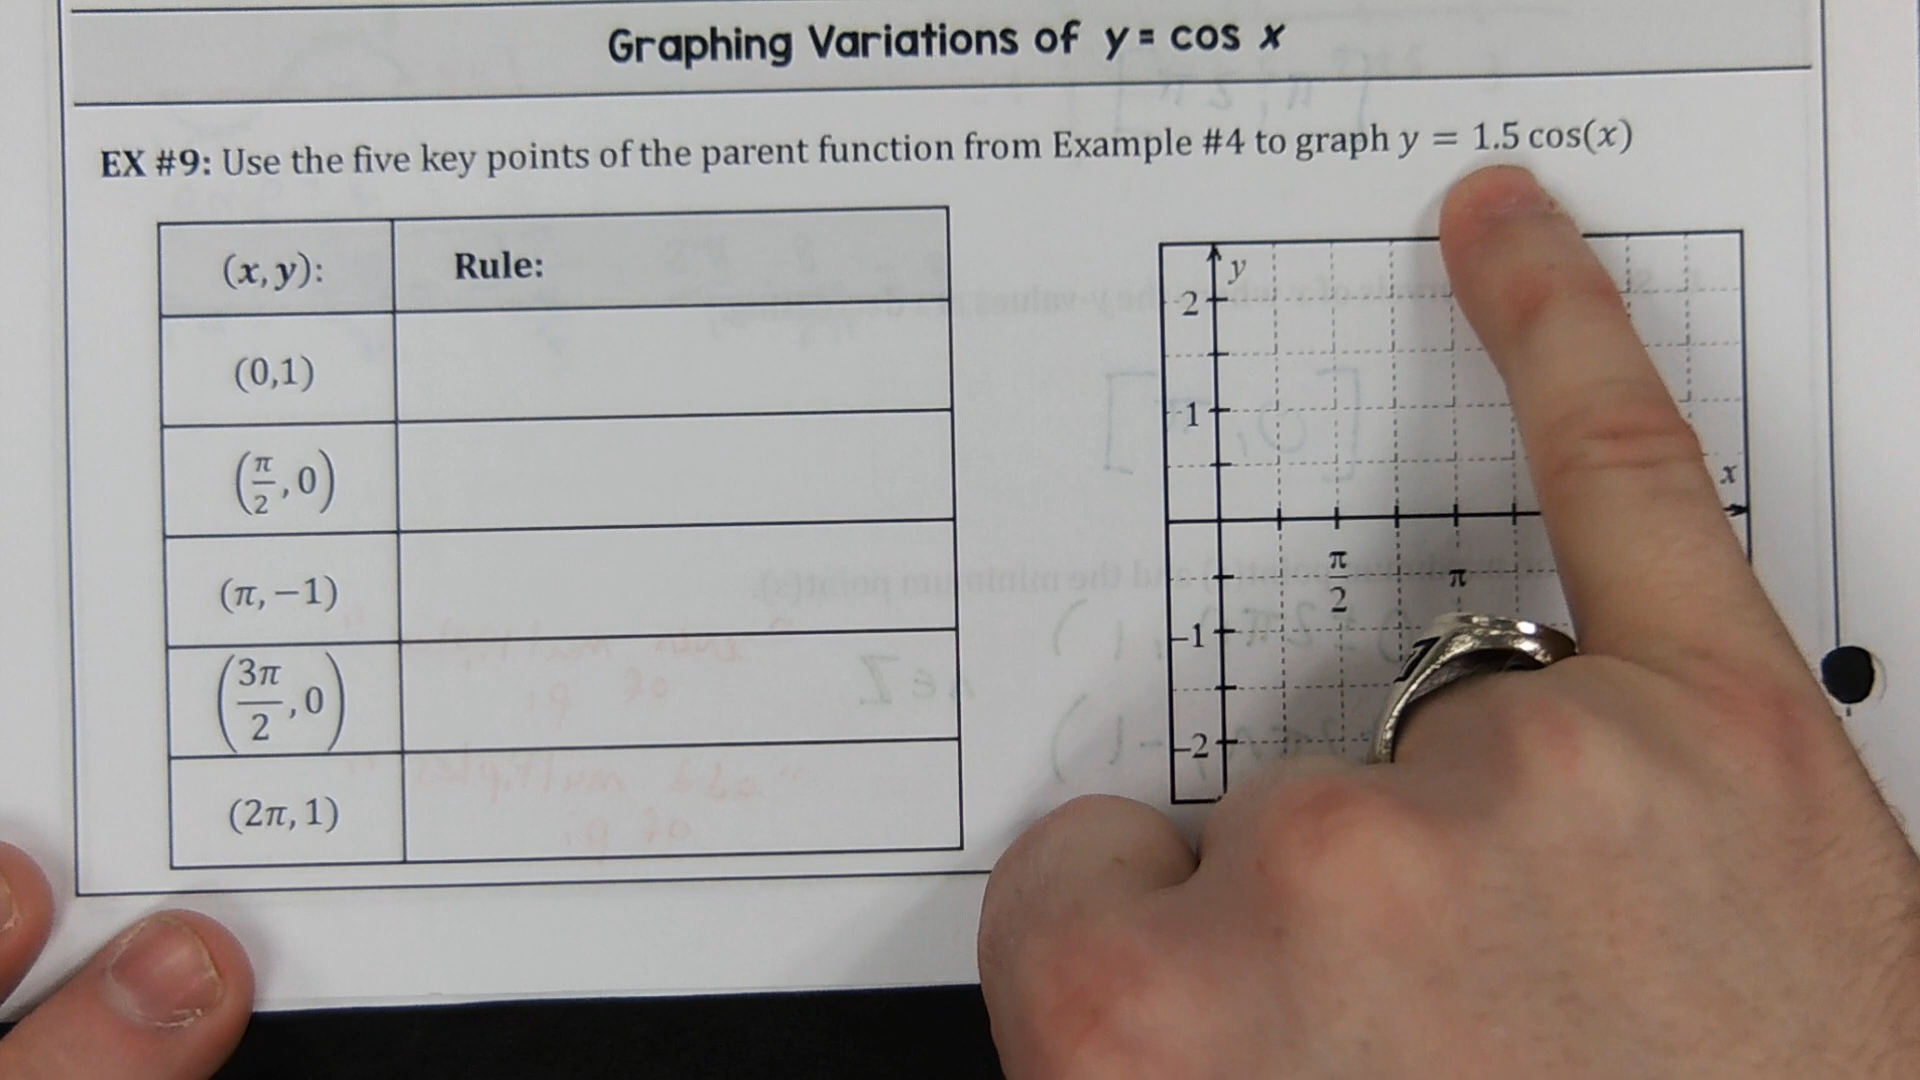 Graphing Variations of y = cos x
EX #9: Use the five key points of the parent function from Example #4 to graph y = 1.5 cos(x)
(x, y): Rule:
(0,1)
(π/2, 0)
(π, −1)
(3π/2, 0)
(2π, 1)
y
2
1
x
π/2
π
−1
−2